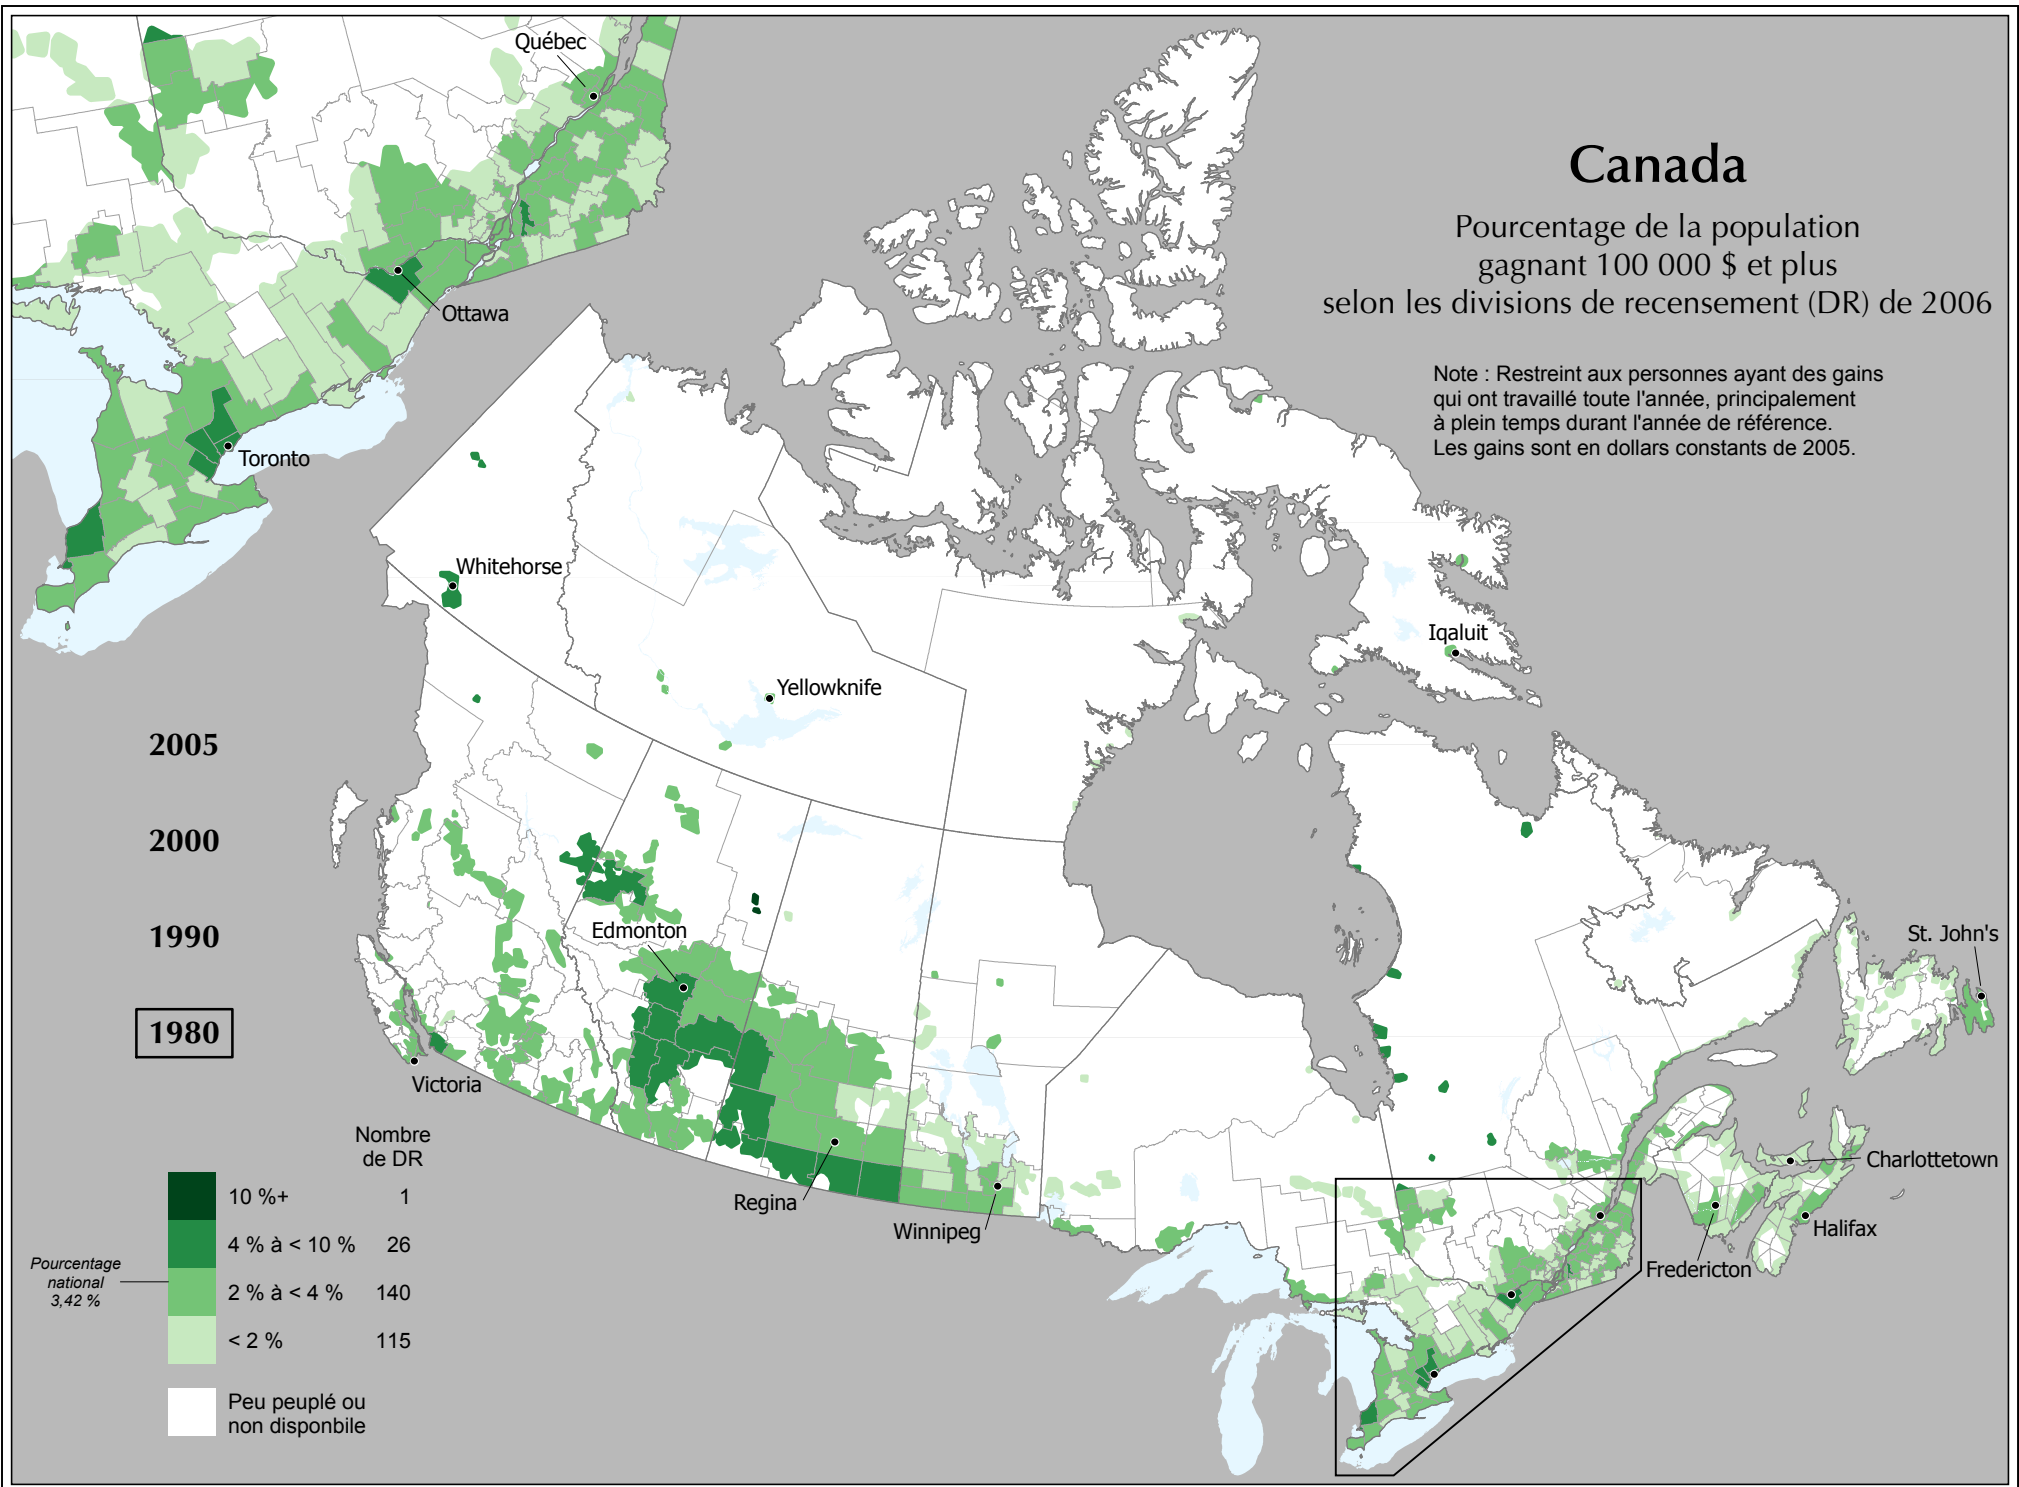 Canada
Pourcentage de la population
gagnant 100 000 $ et plus
selon les divisions de recensement (DR) de 2006
Note : Restreint aux personnes ayant des gains
qui ont travaillé toute l'année, principalement
à plein temps durant l'année de référence.
Les gains sont en dollars constants de 2005.
Québec
Ottawa
Toronto
Whitehorse
Yellowknife
Iqaluit
Edmonton
Victoria
Regina
Winnipeg
St. John's
Charlottetown
Halifax
Fredericton
2005
2000
1990
1980
Nombre
de DR
10 %+ 1
4 % à < 10 % 26
2 % à < 4 % 140
< 2 % 115
Peu peuplé ou
non disponbile
Pourcentage
national
3,42 %